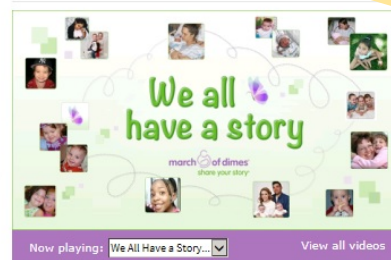 We all
have a story
march of dimes
share your story
Now playing: We All Have a Story... View all videos